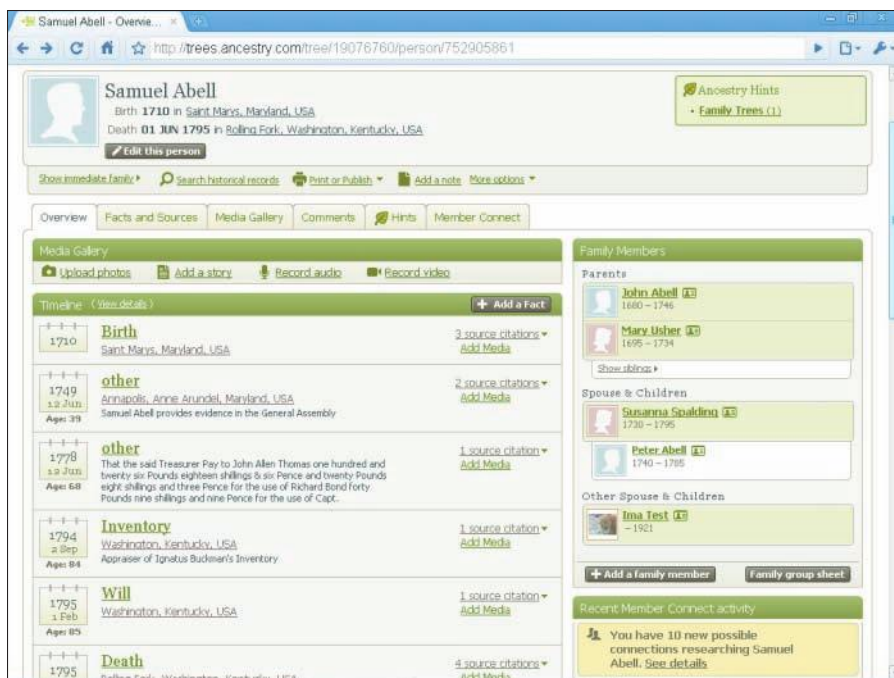 Samuel Abell - Overvie...
http://trees.ancestry.com/tree/19076760/person/752905861
Samuel Abell
Birth 1710 in Saint Marys, Maryland, USA
Death 01 JUN 1795 in Rolling Fork, Washington, Kentucky, USA
Edit this person
Ancestry Hints
• Family Trees (1)
Show immediate family
Search historical records
Print or Publish
Add a note
More options
Overview
Facts and Sources
Media Gallery
Comments
Hints
Member Connect
Media Gallery
Upload photos
Add a story
Record audio
Record video
Timeline (View details)
+ Add a Fact
1710
Birth
Saint Marys, Maryland, USA
3 source citations
Add Media
1749
12 Jun
Age: 39
other
Annapolis, Anne Arundel, Maryland, USA
Samuel Abell provides evidence in the General Assembly
2 source citations
Add Media
1778
12 Jun
Age: 68
other
That the said Treasurer Pay to John Allen Thomas one hundred and
twenty six Pounds eighteen shillings & six Pence and twenty Pounds
eight shillings and three Pence for the use of Richard Bond forty
Pounds nine shillings and nine Pence for the use of Capt.
1 source citation
Add Media
1794
2 Sep
Age: 84
Inventory
Washington, Kentucky, USA
Appraiser of Ignatus Buckman's Inventory
1 source citation
Add Media
1795
1 Feb
Age: 85
Will
Washington, Kentucky, USA
1 source citation
Add Media
1795
Death
Rolling Fork, Washington, Kentucky, USA
4 source citations
Add Media
Family Members
Parents
John Abell
1680 – 1746
Mary Usher
1695 – 1734
Show siblings
Spouse & Children
Susanna Spalding
1730 – 1795
Peter Abell
1740 – 1785
Other Spouse & Children
Ima Test
– 1921
+ Add a family member
Family group sheet
Recent Member Connect activity
You have 10 new possible
connections researching Samuel
Abell. See details